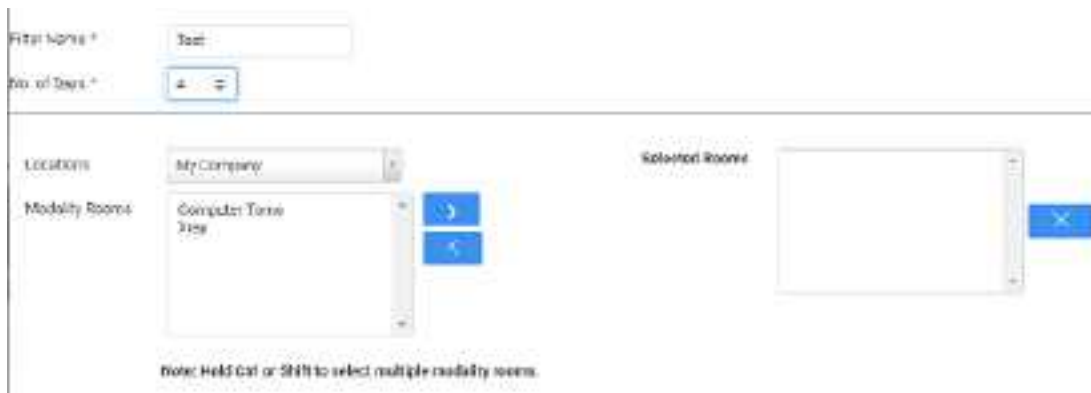 Filter Name *
Test
No. of Days *
4
Locations
My Company
Selected Rooms
Modality Rooms
Computer Tomo
Note: Hold Ctrl or Shift to select multiple modality rooms.